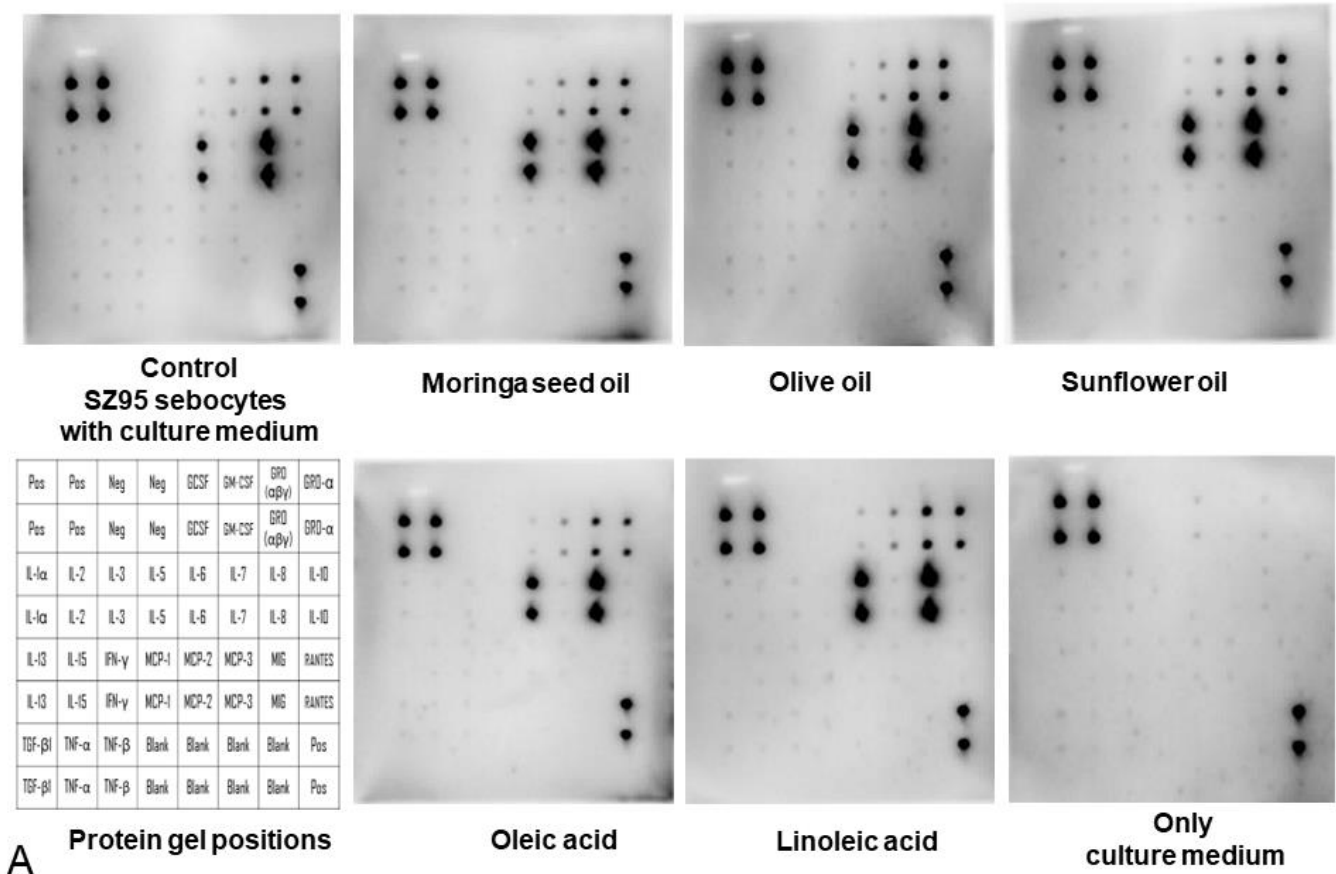 Control
SZ95 sebocytes
with culture medium
Moringa seed oil
Olive oil
Sunflower oil
Pos Pos Neg Neg GCSF GM-CSF GRO (αβγ) GRO-α
Pos Pos Neg Neg GCSF GM-CSF GRO (αβγ) GRO-α
IL-1α IL-2 IL-3 IL-5 IL-6 IL-7 IL-8 IL-10
IL-1α IL-2 IL-3 IL-5 IL-6 IL-7 IL-8 IL-10
IL-13 IL-15 IFN-γ MCP-1 MCP-2 MCP-3 MIG RANTES
IL-13 IL-15 IFN-γ MCP-1 MCP-2 MCP-3 MIG RANTES
TGF-β1 TNF-α TNF-β Blank Blank Blank Blank Pos
TGF-β1 TNF-α TNF-β Blank Blank Blank Blank Pos
Protein gel positions
Oleic acid
Linoleic acid
Only
culture medium
A